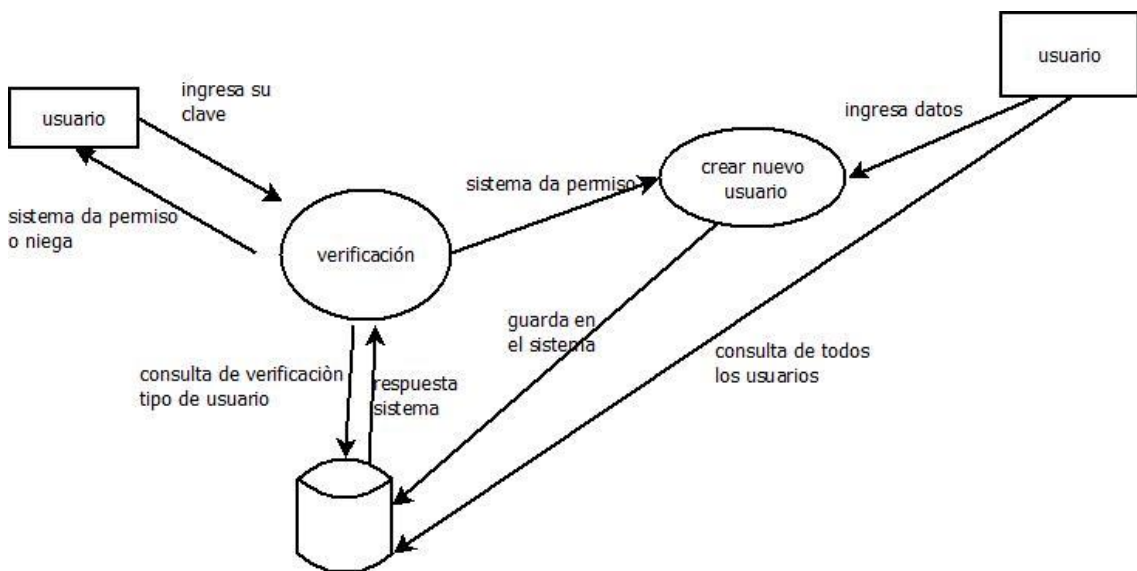 usuario
ingresa su
clave
usuario
ingresa datos
crear nuevo
usuario
sistema da permiso
sistema da permiso
o niega
verificación
guarda en
el sistema
consulta de todos
los usuarios
consulta de verificaciòn
tipo de usuario
respuesta
sistema